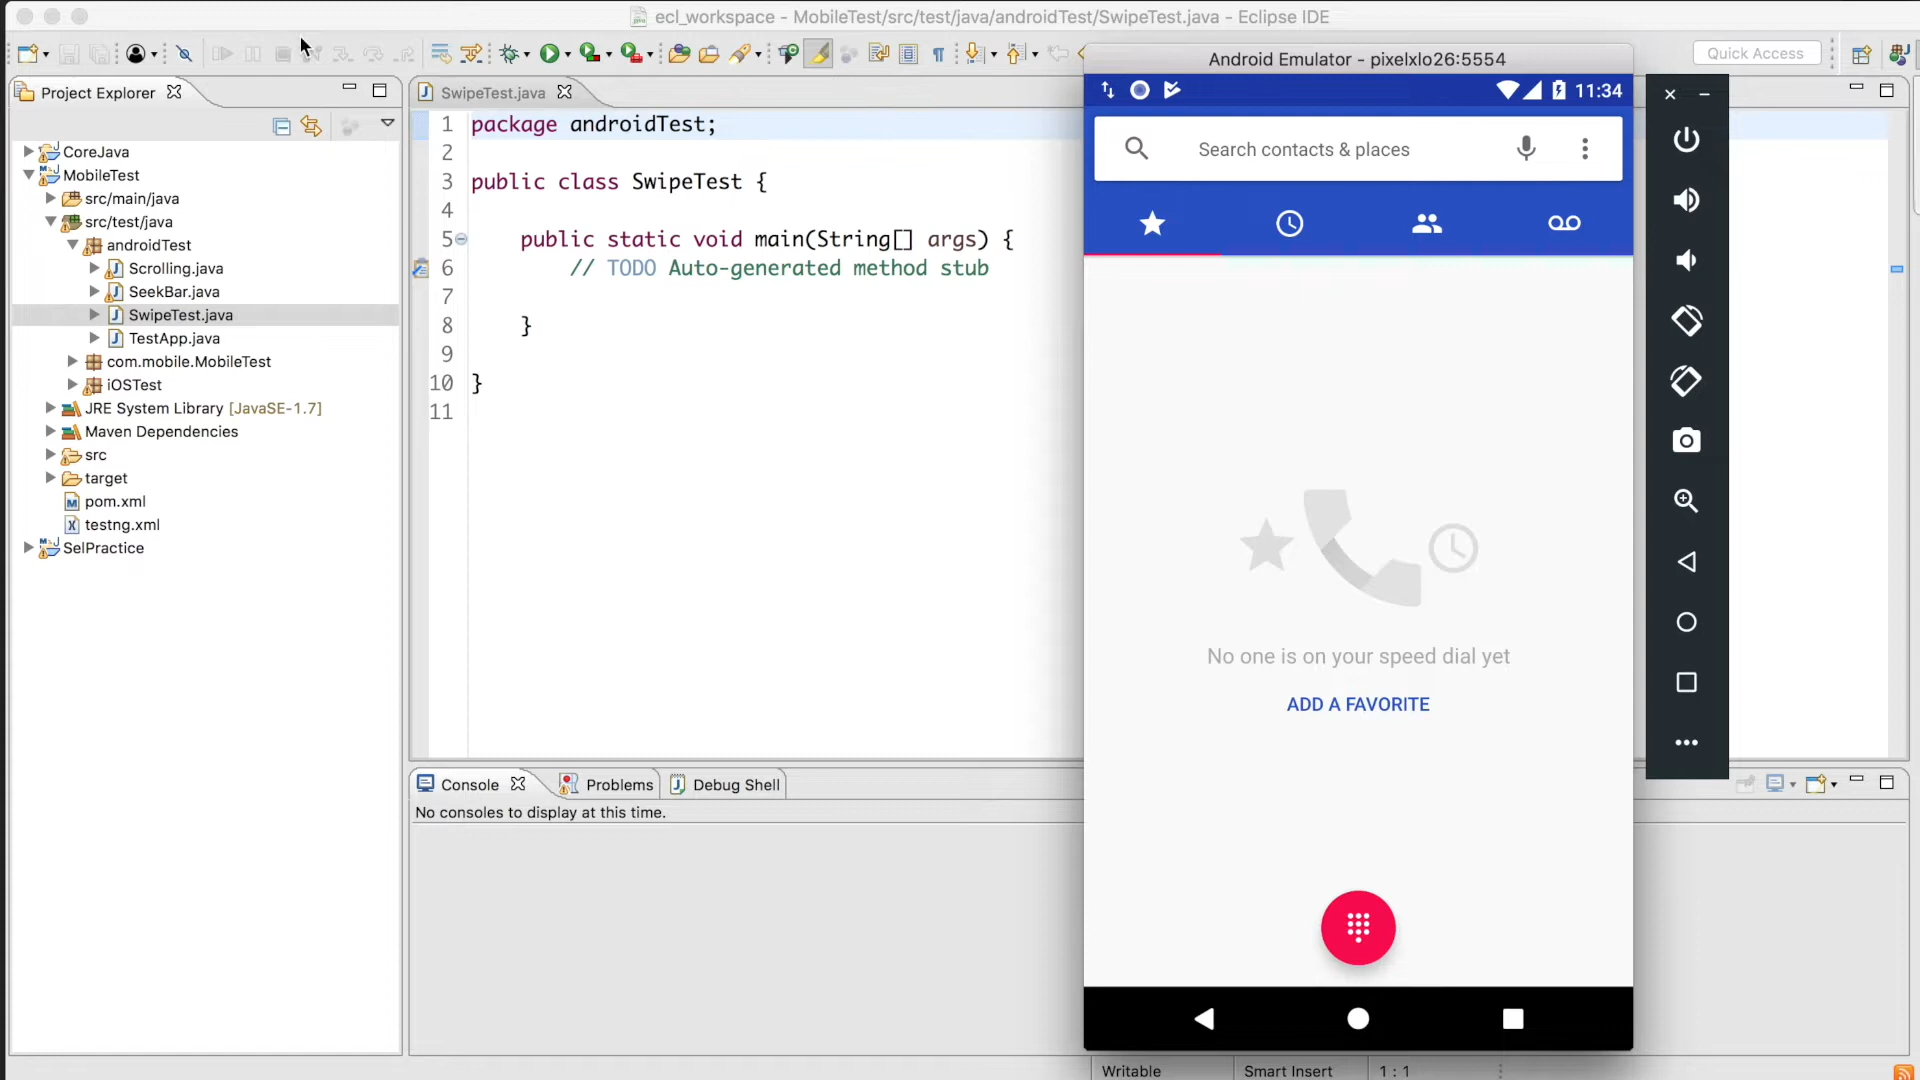 ecl_workspace - MobileTest/src/test/java/androidTest/SwipeTest.java - Eclipse IDE
Quick Access
Project Explorer
CoreJava
MobileTest
src/main/java
src/test/java
androidTest
Scrolling.java
SeekBar.java
SwipeTest.java
TestApp.java
com.mobile.MobileTest
iOSTest
JRE System Library [JavaSE-1.7]
Maven Dependencies
src
target
pom.xml
testng.xml
SelPractice
SwipeTest.java
1 package androidTest;
2
3 public class SwipeTest {
4
5 public static void main(String[] args) {
6 // TODO Auto-generated method stub
7
8 }
9
10 }
11
Console
Problems
Debug Shell
No consoles to display at this time.
Android Emulator - pixelxlo26:5554
11:34
Search contacts & places
No one is on your speed dial yet
ADD A FAVORITE
Writable
Smart Insert
1 : 1